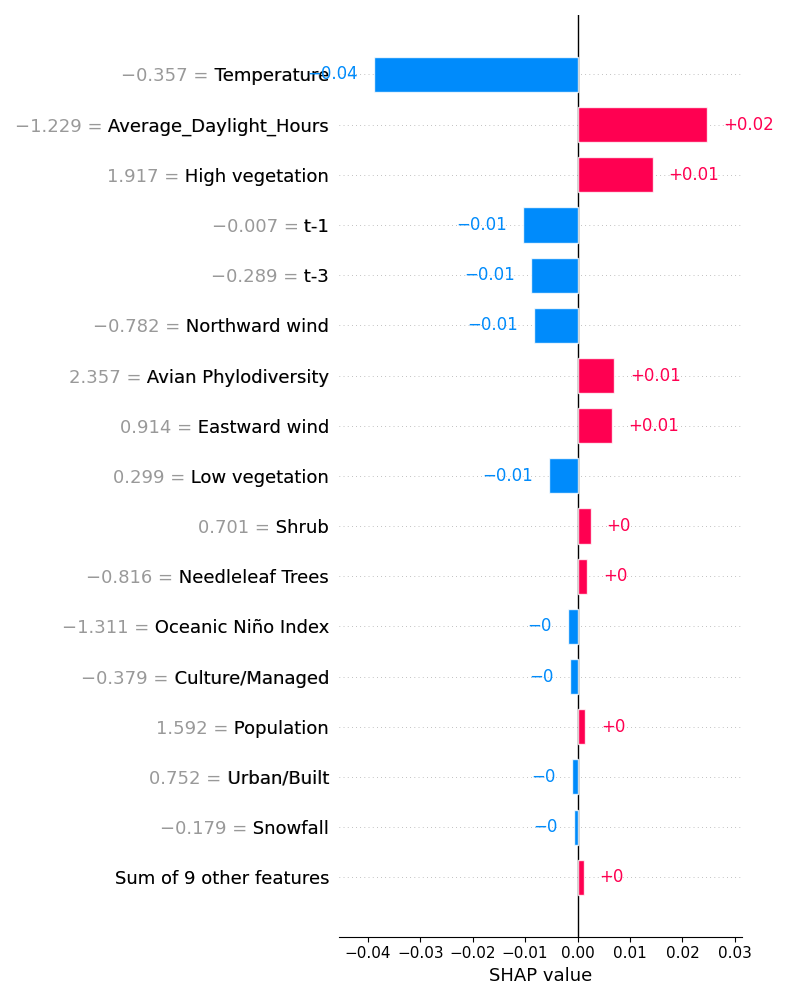 −0.357 = Temperature −0.04
−1.229 = Average_Daylight_Hours +0.02
1.917 = High vegetation +0.01
−0.007 = t-1 −0.01
−0.289 = t-3 −0.01
−0.782 = Northward wind −0.01
2.357 = Avian Phylodiversity +0.01
0.914 = Eastward wind +0.01
0.299 = Low vegetation −0.01
0.701 = Shrub +0
−0.816 = Needleleaf Trees +0
−1.311 = Oceanic Niño Index −0
−0.379 = Culture/Managed −0
1.592 = Population +0
0.752 = Urban/Built −0
−0.179 = Snowfall −0
Sum of 9 other features +0
−0.04 −0.03 −0.02 −0.01 0.00 0.01 0.02 0.03
SHAP value